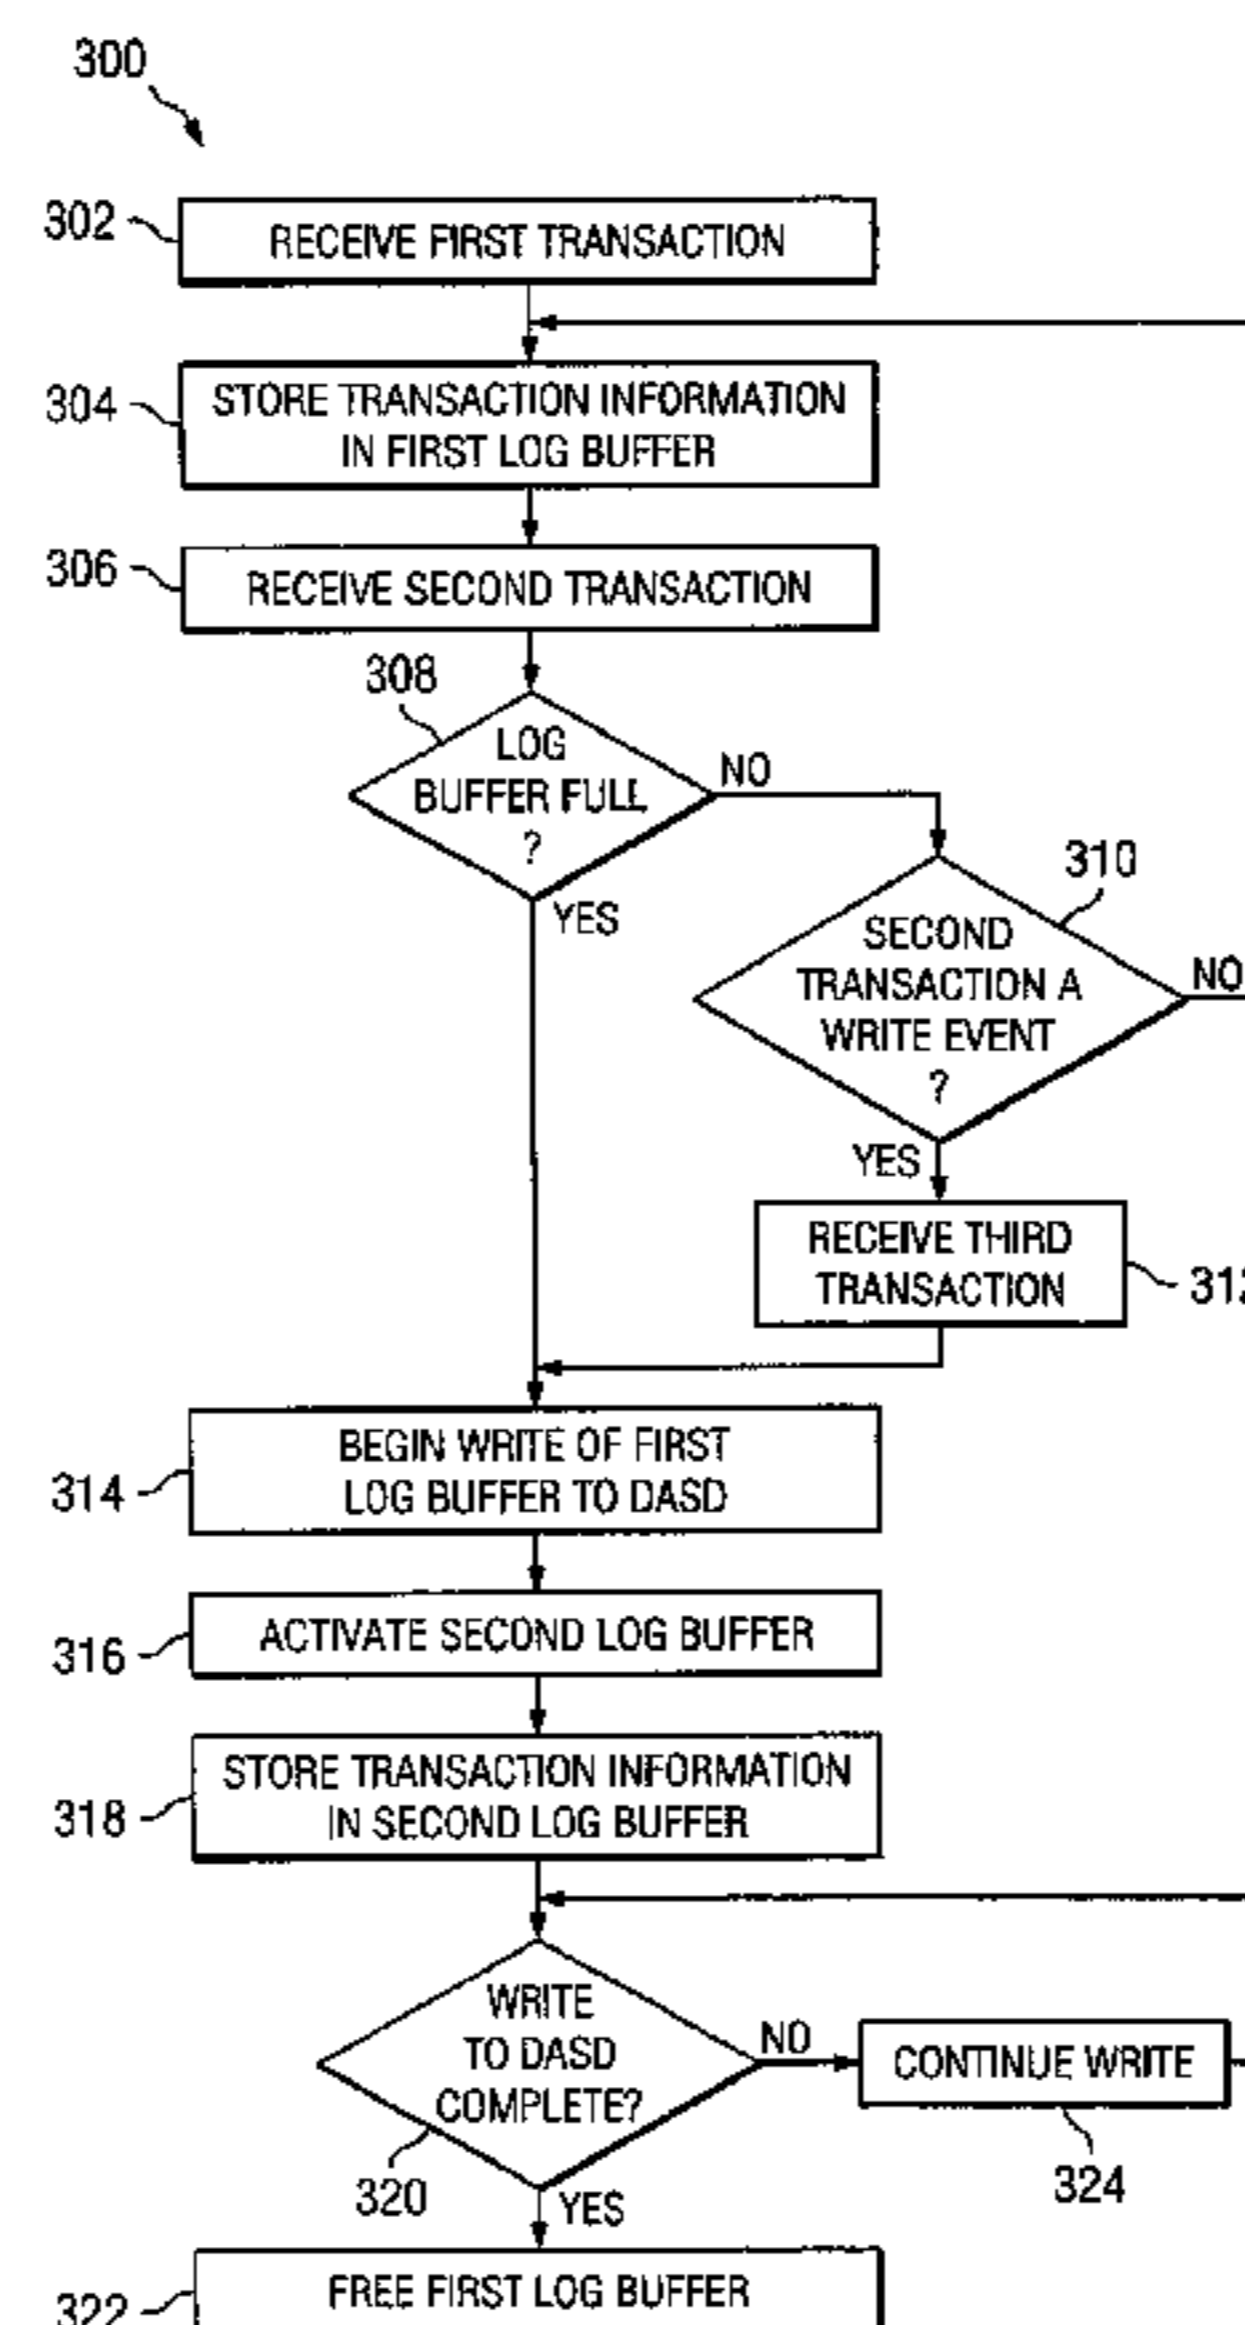 300
302
RECEIVE FIRST TRANSACTION
304
STORE TRANSACTION INFORMATION
IN FIRST LOG BUFFER
306
RECEIVE SECOND TRANSACTION
308
LOG
BUFFER FULL
?
NO
YES
310
SECOND
TRANSACTION A
WRITE EVENT
?
NO
YES
RECEIVE THIRD
TRANSACTION
312
BEGIN WRITE OF FIRST
LOG BUFFER TO DASD
314
ACTIVATE SECOND LOG BUFFER
316
STORE TRANSACTION INFORMATION
IN SECOND LOG BUFFER
318
WRITE
TO DASD
COMPLETE?
NO
CONTINUE WRITE
320
324
YES
FREE FIRST LOG BUFFER
322